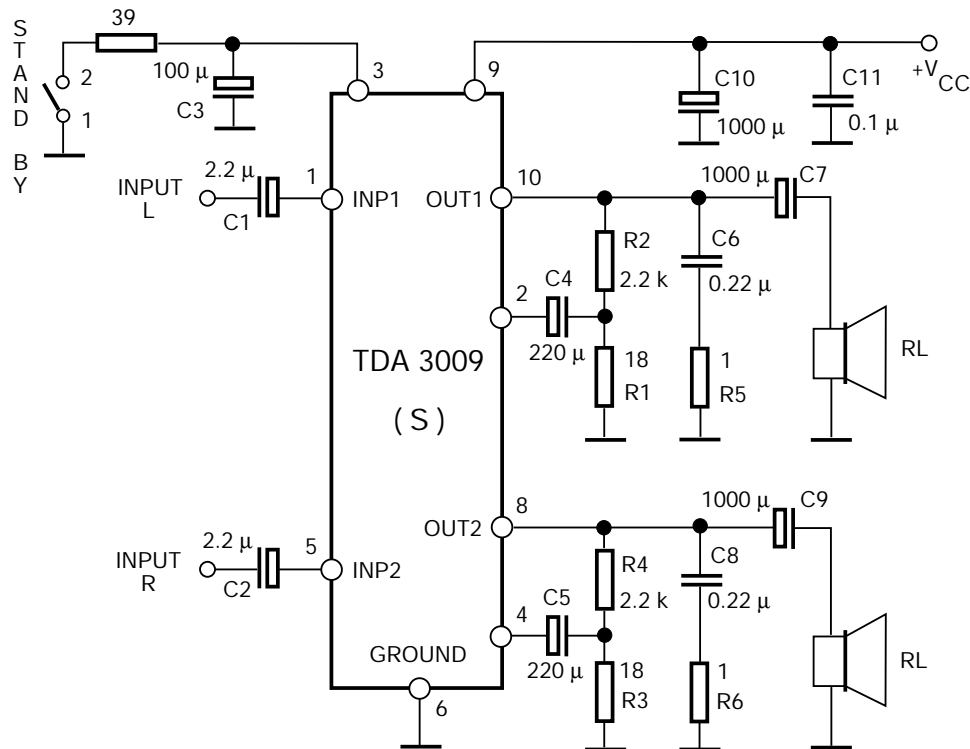 STAND BY
39
2
1
100 µ
C3
3
9
C10
1000 µ
C11
0.1 µ
+VCC
INPUT
L
2.2 µ
C1
1
INP1
OUT1
10
1000 µ
C7
R2
2.2 k
C6
0.22 µ
2
C4
220 µ
18
R1
1
R5
RL
TDA 3009
(S)
INPUT
R
2.2 µ
C2
5
INP2
OUT2
8
1000 µ
C9
R4
2.2 k
C8
0.22 µ
4
C5
220 µ
18
R3
1
R6
RL
GROUND
6